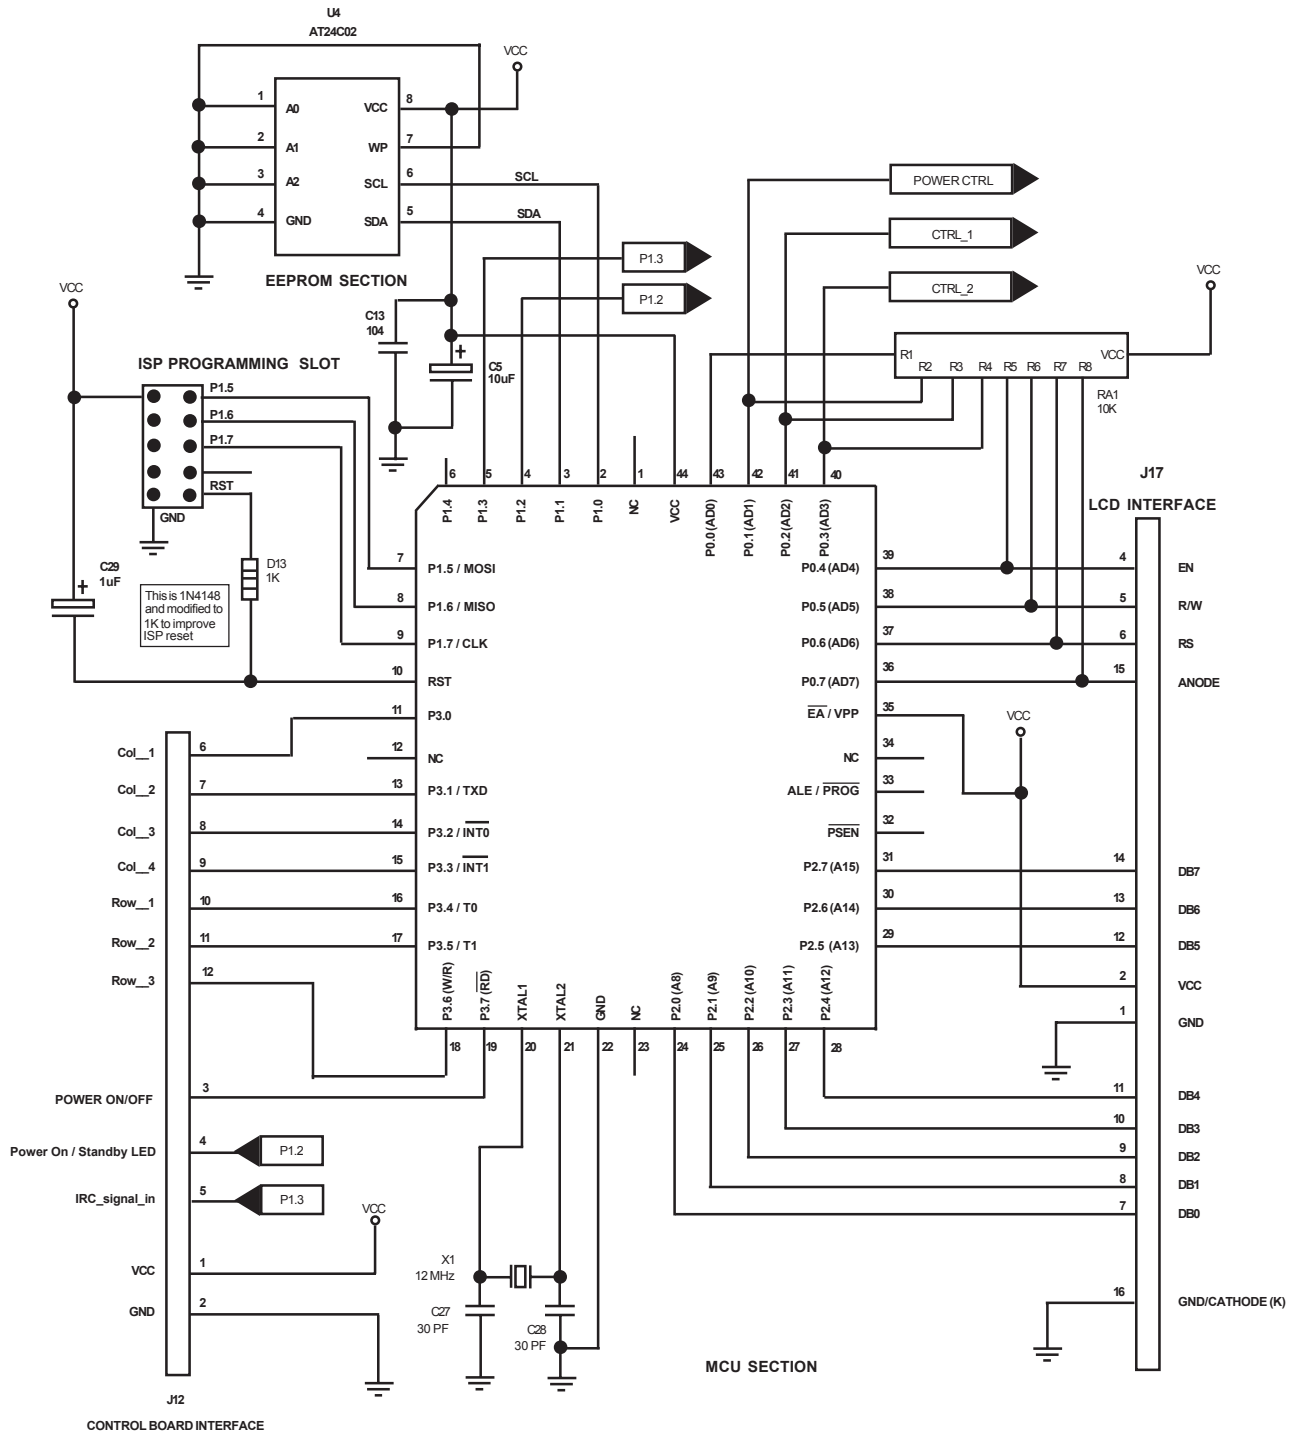 U4
AT24C02
VCC
1
A0
VCC
8
2
A1
WP
7
3
A2
SCL
6
SCL
4
GND
SDA
5
SDA
EEPROM SECTION
POWER CTRL
CTRL_1
CTRL_2
P1.3
P1.2
VCC
VCC
C13
104
C5
10uF
R1
R2
R3
R4
R5
R6
R7
R8
VCC
RA1
10K
ISP PROGRAMMING SLOT
P1.5
P1.6
P1.7
RST
GND
C29
1uF
This is 1N4148
and modified to
1K to improve
ISP reset
D13
1K
6
5
4
3
2
1
44
43
42
41
40
P1.4
P1.3
P1.2
P1.1
P1.0
NC
VCC
P0.0 (AD0)
P0.1 (AD1)
P0.2 (AD2)
P0.3 (AD3)
7
P1.5 / MOSI
8
P1.6 / MISO
9
P1.7 / CLK
10
RST
11
P3.0
12
NC
13
P3.1 / TXD
14
P3.2 / INT0
15
P3.3 / INT1
16
P3.4 / T0
17
P3.5 / T1
P0.4 (AD4)
39
P0.5 (AD5)
38
P0.6 (AD6)
37
P0.7 (AD7)
36
EA / VPP
35
NC
34
ALE / PROG
33
PSEN
32
P2.7 (A15)
31
P2.6 (A14)
30
P2.5 (A13)
29
P3.6 (W/R)
P3.7 (RD)
XTAL1
XTAL2
GND
NC
P2.0 (A8)
P2.1 (A9)
P2.2 (A10)
P2.3 (A11)
P2.4 (A12)
18
19
20
21
22
23
24
25
26
27
28
VCC
J17
LCD INTERFACE
4
EN
5
R/W
6
RS
15
ANODE
14
DB7
13
DB6
12
DB5
2
VCC
1
GND
11
DB4
10
DB3
9
DB2
8
DB1
7
DB0
16
GND/CATHODE (K)
Col_1
6
Col_2
7
Col_3
8
Col_4
9
Row_1
10
Row_2
11
Row_3
12
POWER ON/OFF
3
Power On / Standby LED
4
P1.2
IRC_signal_in
5
P1.3
VCC
VCC
1
GND
2
X1
12 MHz
C27
30 PF
C28
30 PF
MCU SECTION
J12
CONTROL BOARD INTERFACE